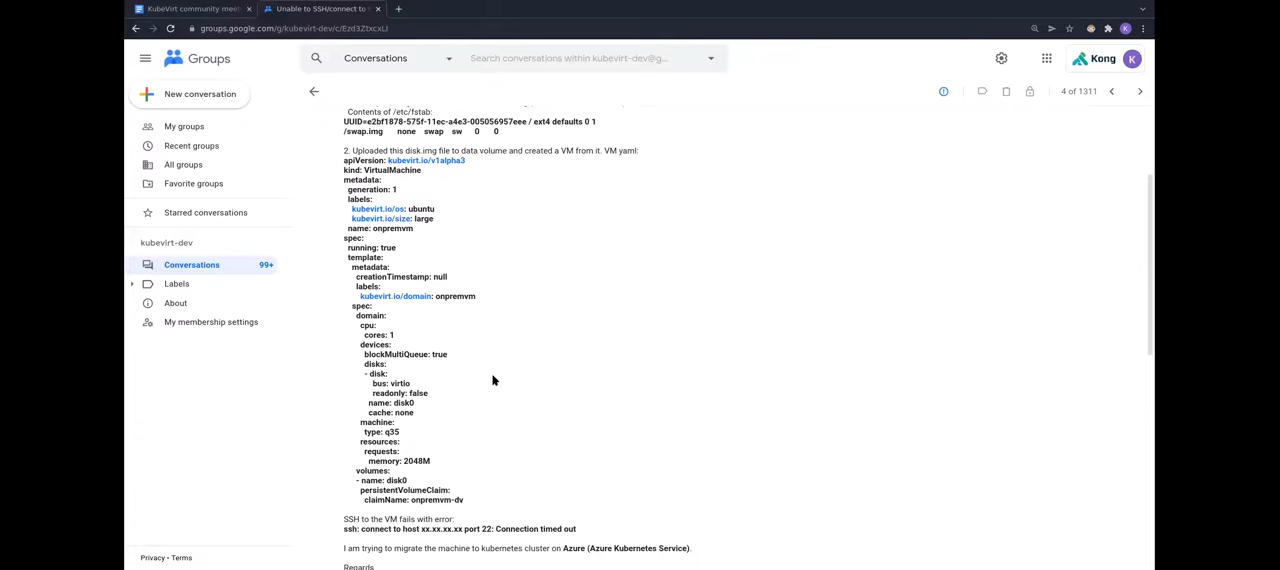 KubeVirt community meet
Unable to SSH/connect to
groups.google.com/g/kubevirt-dev/c/Ezd3ZtxcxLI
K
Groups
Conversations
Search conversations within kubevirt-dev@g...
Kong
K
New conversation
4 of 1311
My groups
Recent groups
All groups
Favorite groups
Starred conversations
kubevirt-dev
Conversations 99+
Labels
About
My membership settings
Privacy • Terms
Contents of /etc/fstab:
UUID=e2bf1878-575f-11ec-a4e3-005056957eee / ext4 defaults 0 1
/swap.img none swap sw 0 0
2. Uploaded this disk.img file to data volume and created a VM from it. VM yaml:
apiVersion: kubevirt.io/v1alpha3
kind: VirtualMachine
metadata:
generation: 1
labels:
kubevirt.io/os: ubuntu
kubevirt.io/size: large
name: onpremvm
spec:
running: true
template:
metadata:
creationTimestamp: null
labels:
kubevirt.io/domain: onpremvm
spec:
domain:
cpu:
cores: 1
devices:
blockMultiQueue: true
disks:
- disk:
bus: virtio
readonly: false
name: disk0
cache: none
machine:
type: q35
resources:
requests:
memory: 2048M
volumes:
- name: disk0
persistentVolumeClaim:
claimName: onpremvm-dv
SSH to the VM fails with error:
ssh: connect to host xx.xx.xx.xx port 22: Connection timed out
I am trying to migrate the machine to kubernetes cluster on Azure (Azure Kubernetes Service).
Regards